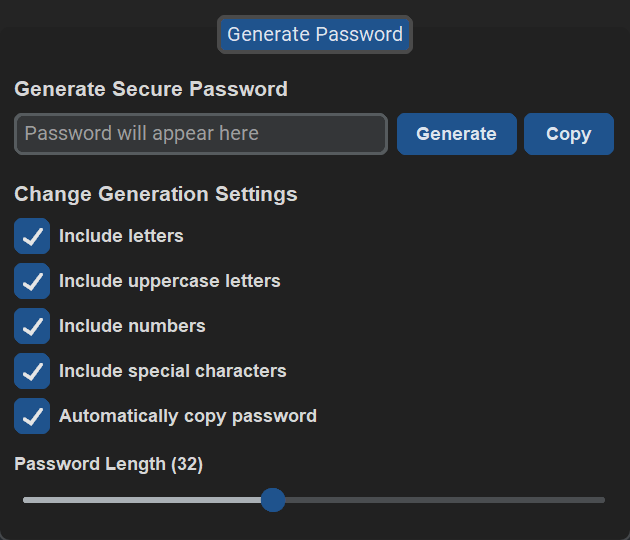 Generate Password
Generate Secure Password
Password will appear here
Generate
Copy
Change Generation Settings
Include letters
Include uppercase letters
Include numbers
Include special characters
Automatically copy password
Password Length (32)